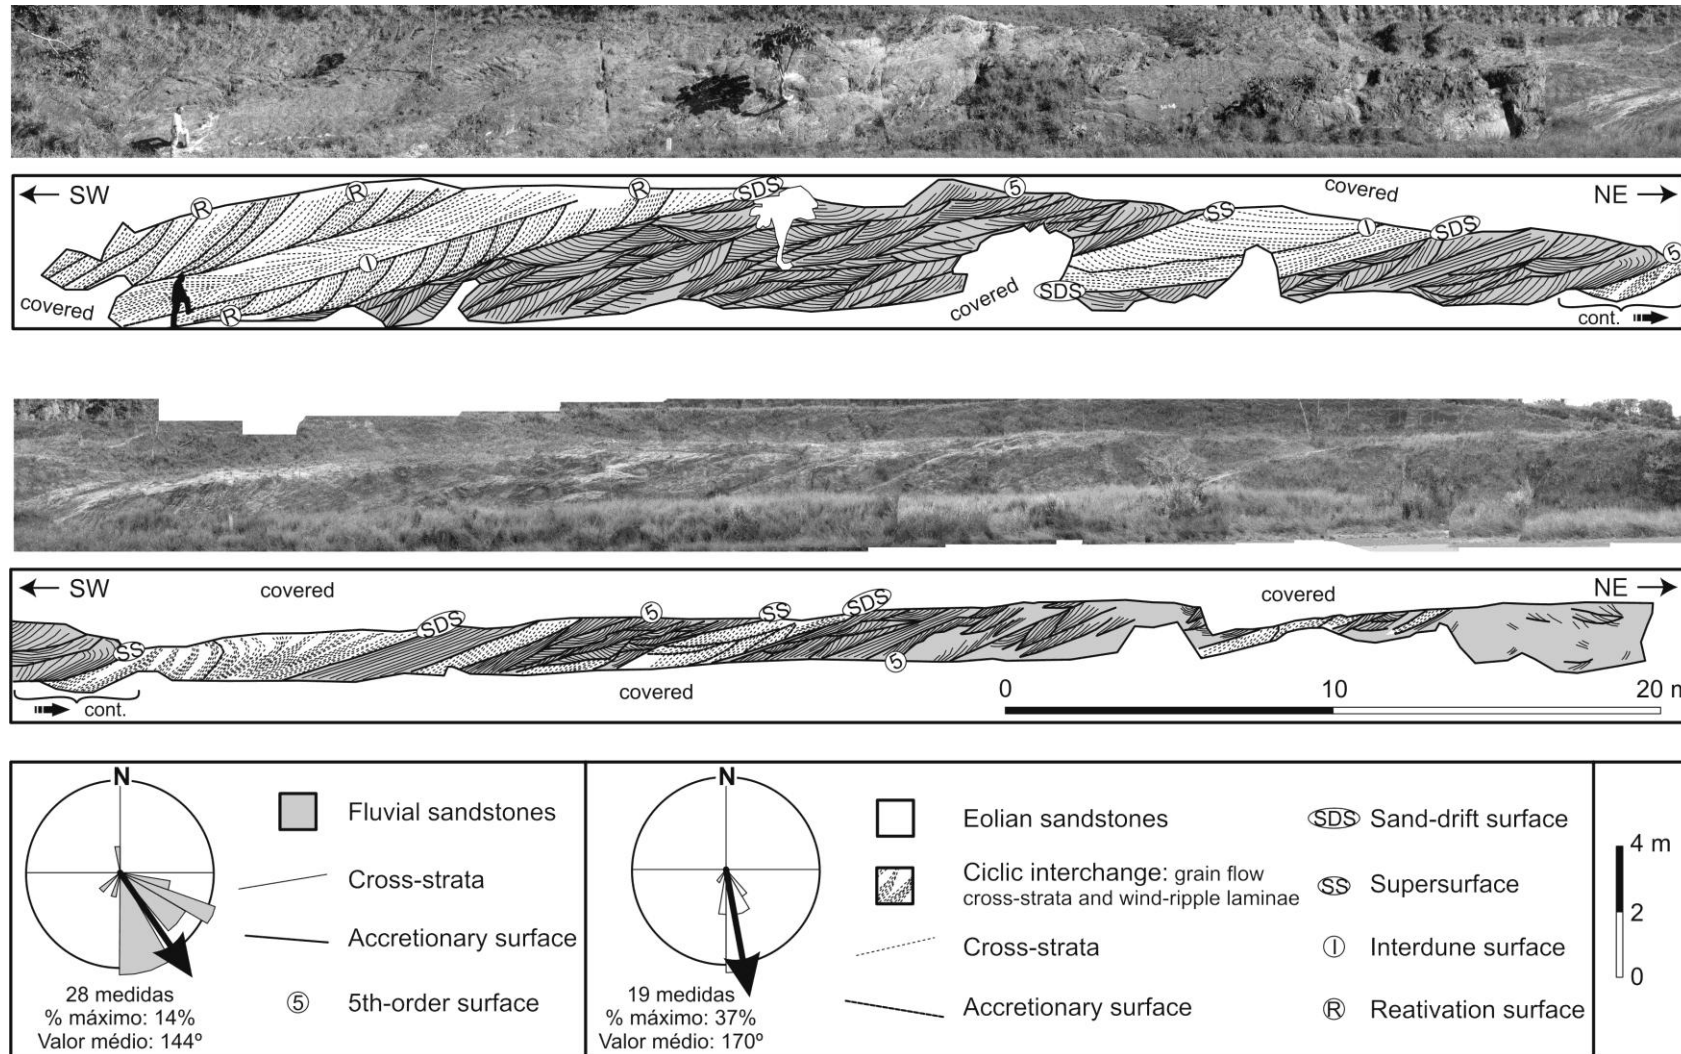 ← SW
R
R
R
SDS
5
covered
NE →
SS
I
SDS
5
I
covered
R
covered
SDS
cont.
← SW
covered
SDS
5
SS
SDS
covered
NE →
SS
5
cont.
covered
0 10 20 m
N
28 medidas
% máximo: 14%
Valor médio: 144º
Fluvial sandstones
Cross-strata
Accretionary surface
5 5th-order surface
N
19 medidas
% máximo: 37%
Valor médio: 170º
Eolian sandstones
Ciclic interchange: grain flow
cross-strata and wind-ripple laminae
Cross-strata
Accretionary surface
SDS Sand-drift surface
SS Supersurface
I Interdune surface
R Reativation surface
4 m
2
0